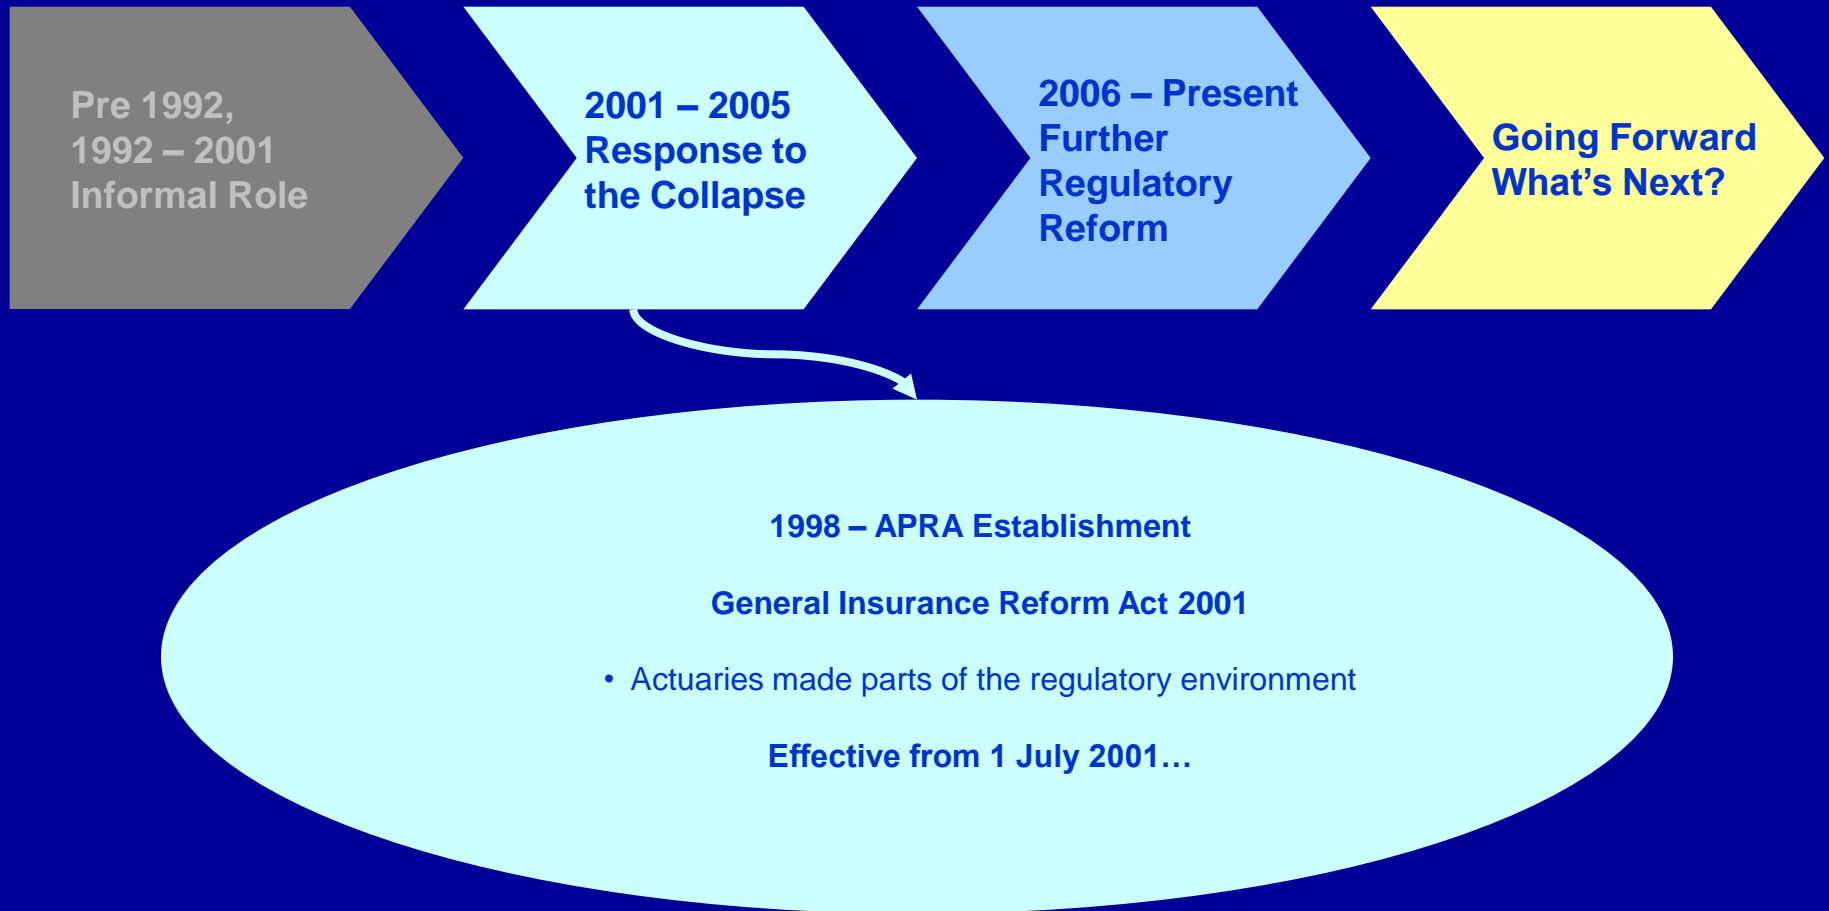 Pre 1992,
1992 – 2001
Informal Role
2001 – 2005
Response to
the Collapse
2006 – Present
Further
Regulatory
Reform
Going Forward
What’s Next?
1998 – APRA Establishment
General Insurance Reform Act 2001
• Actuaries made parts of the regulatory environment
Effective from 1 July 2001…